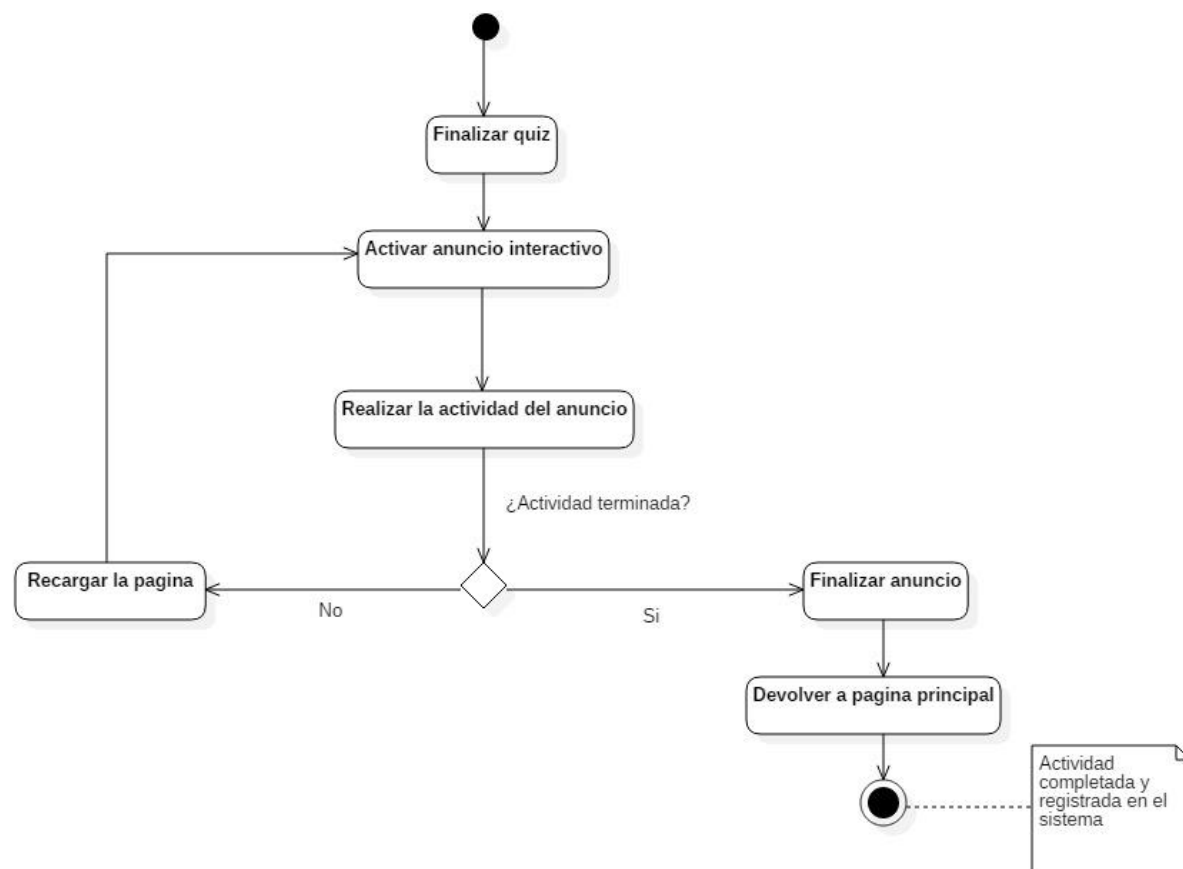 Finalizar quiz
Activar anuncio interactivo
Realizar la actividad del anuncio
¿Actividad terminada?
Recargar la pagina
No
Si
Finalizar anuncio
Devolver a pagina principal
Actividad
completada y
registrada en el
sistema